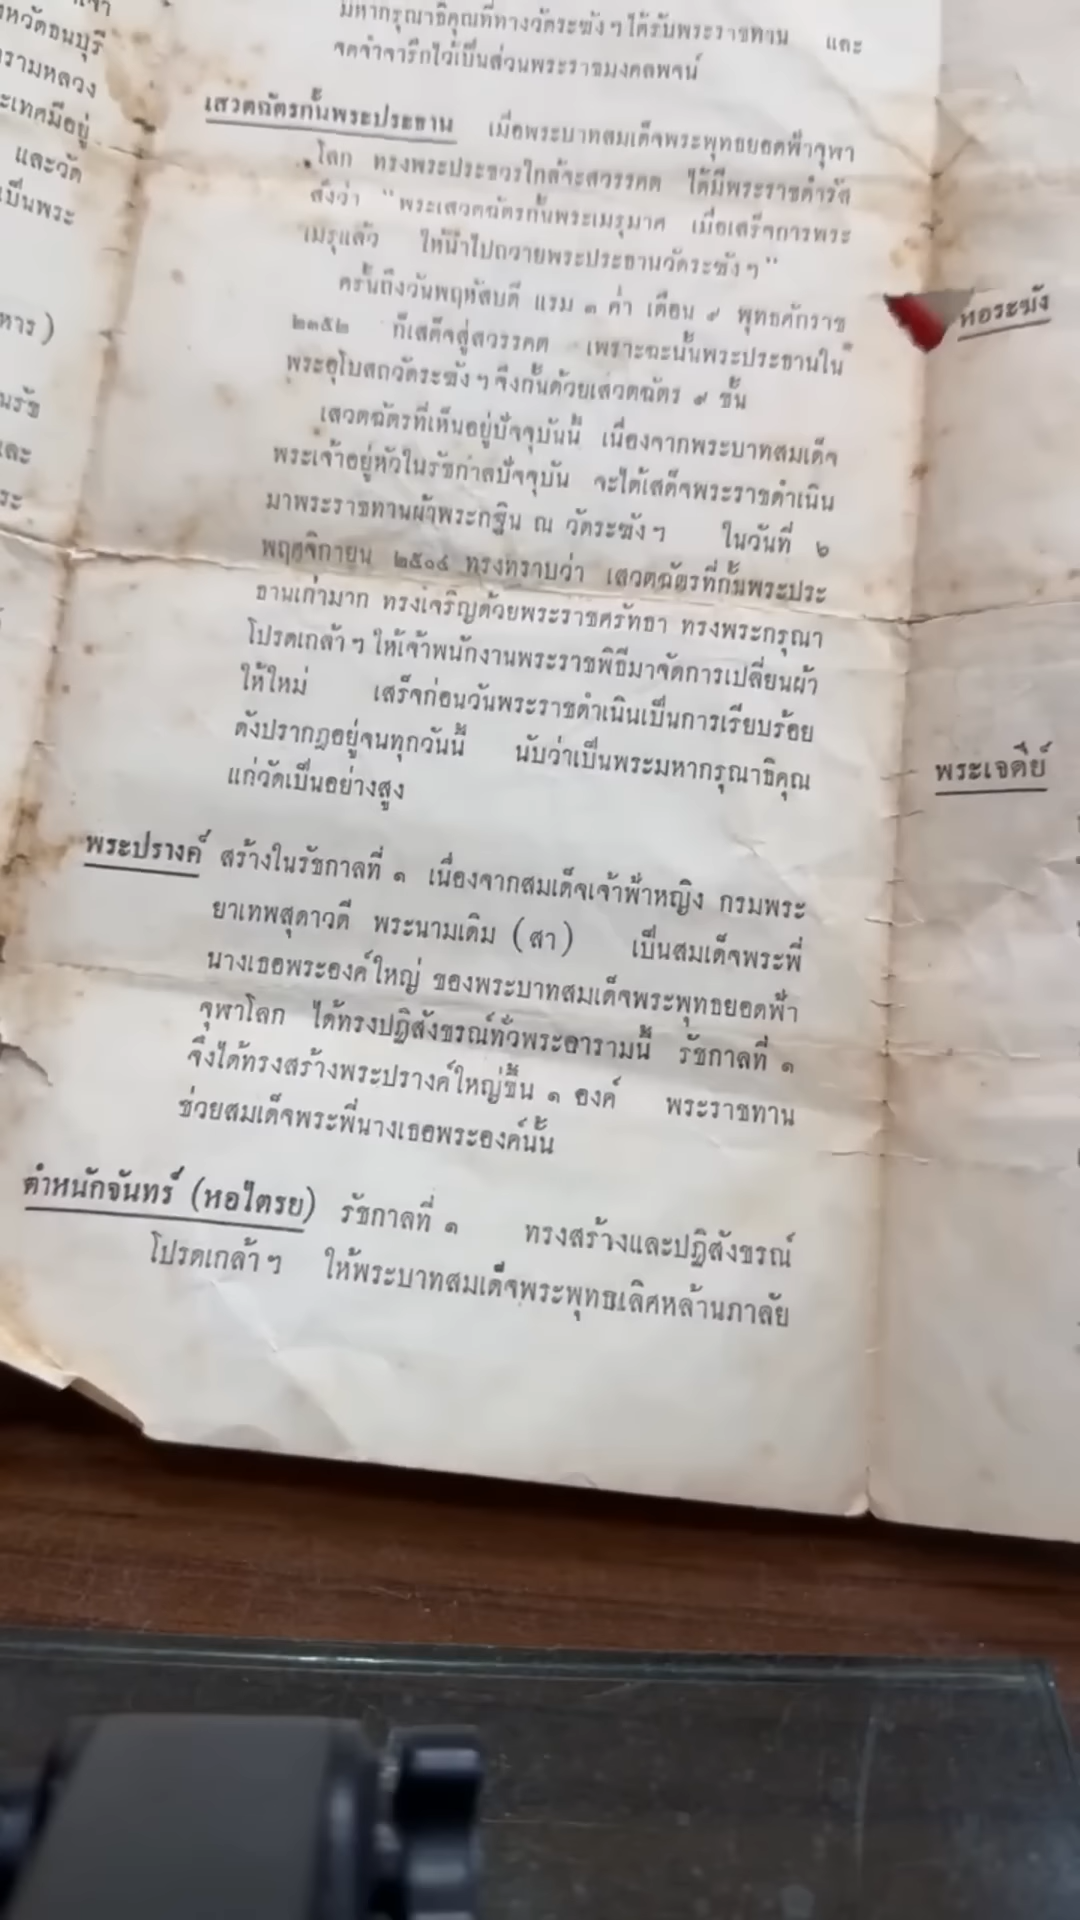 จ้า
งหวัดธนบุรี
รามหลวง
ะเทศมีอยู่
และวัด
เป็นพระ
หาร)
นรัช
และ
ระ
มหากรุณาธิคุณที่ทางวัดระฆังฯ ได้รับพระราชทาน และ
จดจำจารึกไว้เป็นส่วนพระราชมงคลพจน์
เสวตฉัตรกั้นพระประธาน เมื่อพระบาทสมเด็จพระพุทธยอดฟ้าจุฬา
โลก ทรงพระประชวรใกล้จะสวรรคต ได้มีพระราชดำรัส
สั่งว่า "พระเสวตฉัตรกั้นพระเมรุมาศ เมื่อเสร็จการพระ
เมรุแล้ว ให้นำไปถวายพระประธานวัดระฆังฯ"
ครั้นถึงวันพฤหัสบดี แรม ๓ ค่ำ เดือน ๙ พุทธศักราช
๒๓๕๒ ก็เสด็จสู่สวรรคต เพราะฉะนั้นพระประธานใน
พระอุโบสถวัดระฆังฯ จึงกั้นด้วยเสวตฉัตร ๙ ชั้น
เสวตฉัตรที่เห็นอยู่ปัจจุบันนี้ เนื่องจากพระบาทสมเด็จ
พระเจ้าอยู่หัวในรัชกาลปัจจุบัน จะได้เสด็จพระราชดำเนิน
มาพระราชทานผ้าพระกฐิน ณ วัดระฆังฯ ในวันที่ ๖
พฤศจิกายน ๒๕๐๔ ทรงทราบว่า เสวตฉัตรที่กั้นพระประ
ธานเก่ามาก ทรงเจริญด้วยพระราชศรัทธา ทรงพระกรุณา
โปรดเกล้าฯ ให้เจ้าพนักงานพระราชพิธีมาจัดการเปลี่ยนผ้า
ให้ใหม่ เสร็จก่อนวันพระราชดำเนินเป็นการเรียบร้อย
ดังปรากฏอยู่จนทุกวันนี้ นับว่าเป็นพระมหากรุณาธิคุณ
แก่วัดเป็นอย่างสูง
พระปรางค์ สร้างในรัชกาลที่ ๑ เนื่องจากสมเด็จเจ้าฟ้าหญิง กรมพระ
ยาเทพสุดาวดี พระนามเดิม (สา) เป็นสมเด็จพระพี่
นางเธอพระองค์ใหญ่ ของพระบาทสมเด็จพระพุทธยอดฟ้า
จุฬาโลก ได้ทรงปฏิสังขรณ์ทั่วพระอารามนี้ รัชกาลที่ ๑
จึงได้ทรงสร้างพระปรางค์ใหญ่ขึ้น ๑ องค์ พระราชทาน
ช่วยสมเด็จพระพี่นางเธอพระองค์นั้น
ตำหนักจันทร์ (หอไตรย) รัชกาลที่ ๑ ทรงสร้างและปฏิสังขรณ์
โปรดเกล้าฯ ให้พระบาทสมเด็จพระพุทธเลิศหล้านภาลัย
หอระฆัง
พระเจดีย์